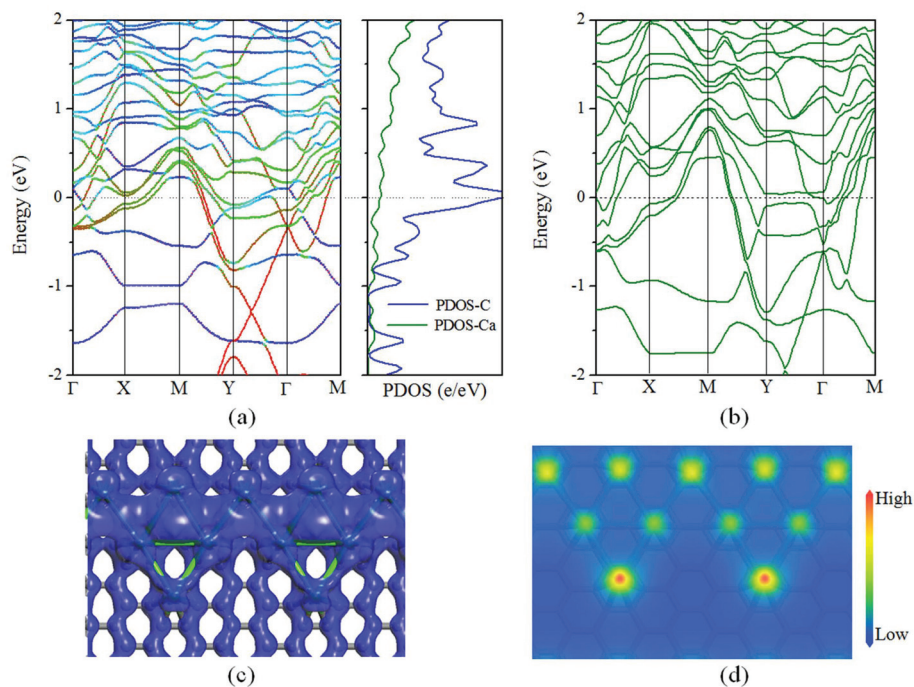 2
1
0
-1
-2
Energy (eV)
Γ X M Y Γ M
PDOS-C
PDOS-Ca
PDOS (e/eV)
(a)
2
1
0
-1
-2
Energy (eV)
Γ X M Y Γ M
(b)
(c)
High
Low
(d)